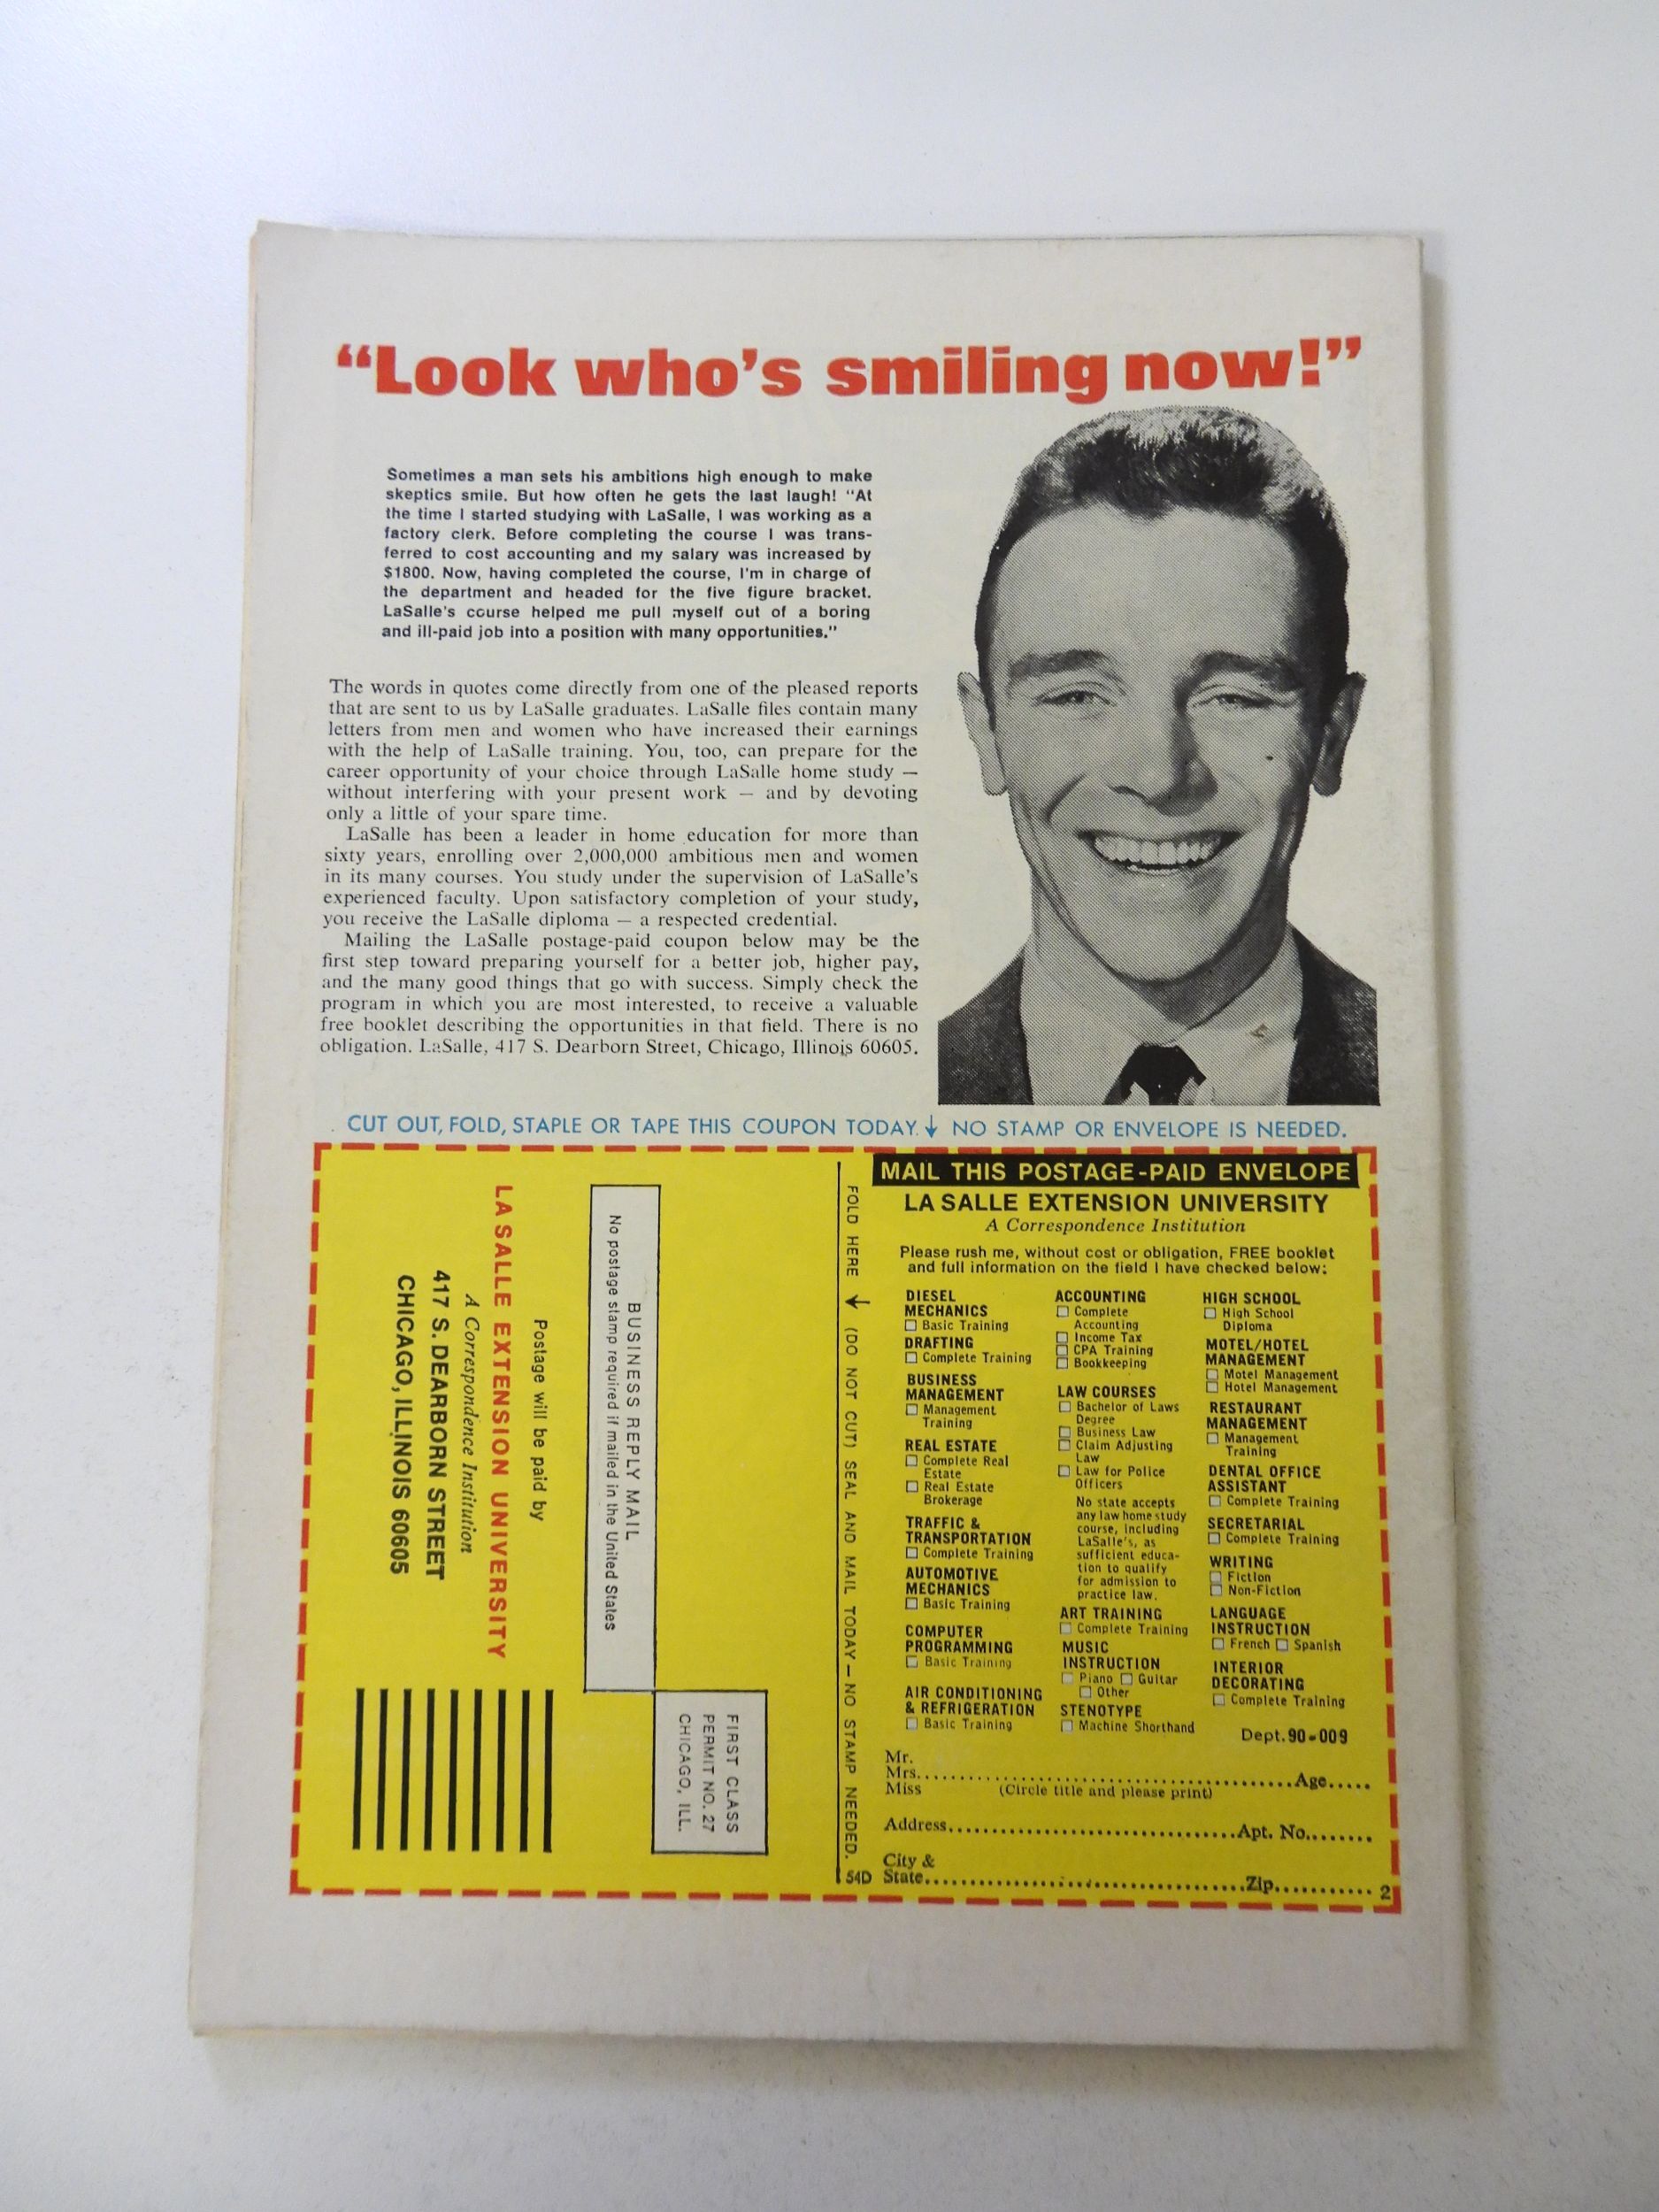 “Look who’s smiling now!”
Sometimes a man sets his ambitions high enough to make
skeptics smile. But how often he gets the last laugh! “At
the time I started studying with LaSalle, I was working as a
factory clerk. Before completing the course I was trans-
ferred to cost accounting and my salary was increased by
$1800. Now, having completed the course, I’m in charge of
the department and headed for the five figure bracket.
LaSalle’s course helped me pull myself out of a boring
and ill-paid job into a position with many opportunities.”
The words in quotes come directly from one of the pleased reports
that are sent to us by LaSalle graduates. LaSalle files contain many
letters from men and women who have increased their earnings
with the help of LaSalle training. You, too, can prepare for the
career opportunity of your choice through LaSalle home study —
without interfering with your present work — and by devoting
only a little of your spare time.
LaSalle has been a leader in home education for more than
sixty years, enrolling over 2,000,000 ambitious men and women
in its many courses. You study under the supervision of LaSalle’s
experienced faculty. Upon satisfactory completion of your study,
you receive the LaSalle diploma — a respected credential.
Mailing the LaSalle postage-paid coupon below may be the
first step toward preparing yourself for a better job, higher pay,
and the many good things that go with success. Simply check the
program in which you are most interested, to receive a valuable
free booklet describing the opportunities in that field. There is no
obligation. LaSalle, 417 S. Dearborn Street, Chicago, Illinois 60605.
CUT OUT, FOLD, STAPLE OR TAPE THIS COUPON TODAY. ↓ NO STAMP OR ENVELOPE IS NEEDED.
FIRST CLASS
PERMIT NO. 27
CHICAGO, ILL.
BUSINESS REPLY MAIL
No postage stamp required if mailed in the United States
Postage will be paid by
LA SALLE EXTENSION UNIVERSITY
A Correspondence Institution
417 S. DEARBORN STREET
CHICAGO, ILLINOIS 60605
FOLD HERE → (DO NOT CUT) SEAL AND MAIL TODAY — NO STAMP NEEDED.
54D
MAIL THIS POSTAGE-PAID ENVELOPE
LA SALLE EXTENSION UNIVERSITY
A Correspondence Institution
Please rush me, without cost or obligation, FREE booklet
and full information on the field I have checked below:
DIESEL
MECHANICS
☐ Basic Training
DRAFTING
☐ Complete Training
BUSINESS
MANAGEMENT
☐ Management
Training
REAL ESTATE
☐ Complete Real
Estate
☐ Real Estate
Brokerage
TRAFFIC &
TRANSPORTATION
☐ Complete Training
AUTOMOTIVE
MECHANICS
☐ Basic Training
COMPUTER
PROGRAMMING
☐ Basic Training
AIR CONDITIONING
& REFRIGERATION
☐ Basic Training
ACCOUNTING
☐ Complete
Accounting
☐ Income Tax
☐ CPA Training
☐ Bookkeeping
LAW COURSES
☐ Bachelor of Laws
Degree
☐ Business Law
☐ Claim Adjusting
Law
☐ Law for Police
Officers
No state accepts
any law home study
course, including
LaSalle’s, as
sufficient educa-
tion to qualify
for admission to
practice law.
ART TRAINING
☐ Complete Training
MUSIC
INSTRUCTION
☐ Piano ☐ Guitar
☐ Other
STENOTYPE
☐ Machine Shorthand
HIGH SCHOOL
☐ High School
Diploma
MOTEL/HOTEL
MANAGEMENT
☐ Motel Management
☐ Hotel Management
RESTAURANT
MANAGEMENT
☐ Management
Training
DENTAL OFFICE
ASSISTANT
☐ Complete Training
SECRETARIAL
☐ Complete Training
WRITING
☐ Fiction
☐ Non-Fiction
LANGUAGE
INSTRUCTION
☐ French ☐ Spanish
INTERIOR
DECORATING
☐ Complete Training
Dept. 90-009
Mr.
Mrs. Age
Miss (Circle title and please print)
Address Apt. No.
City &
State Zip 2